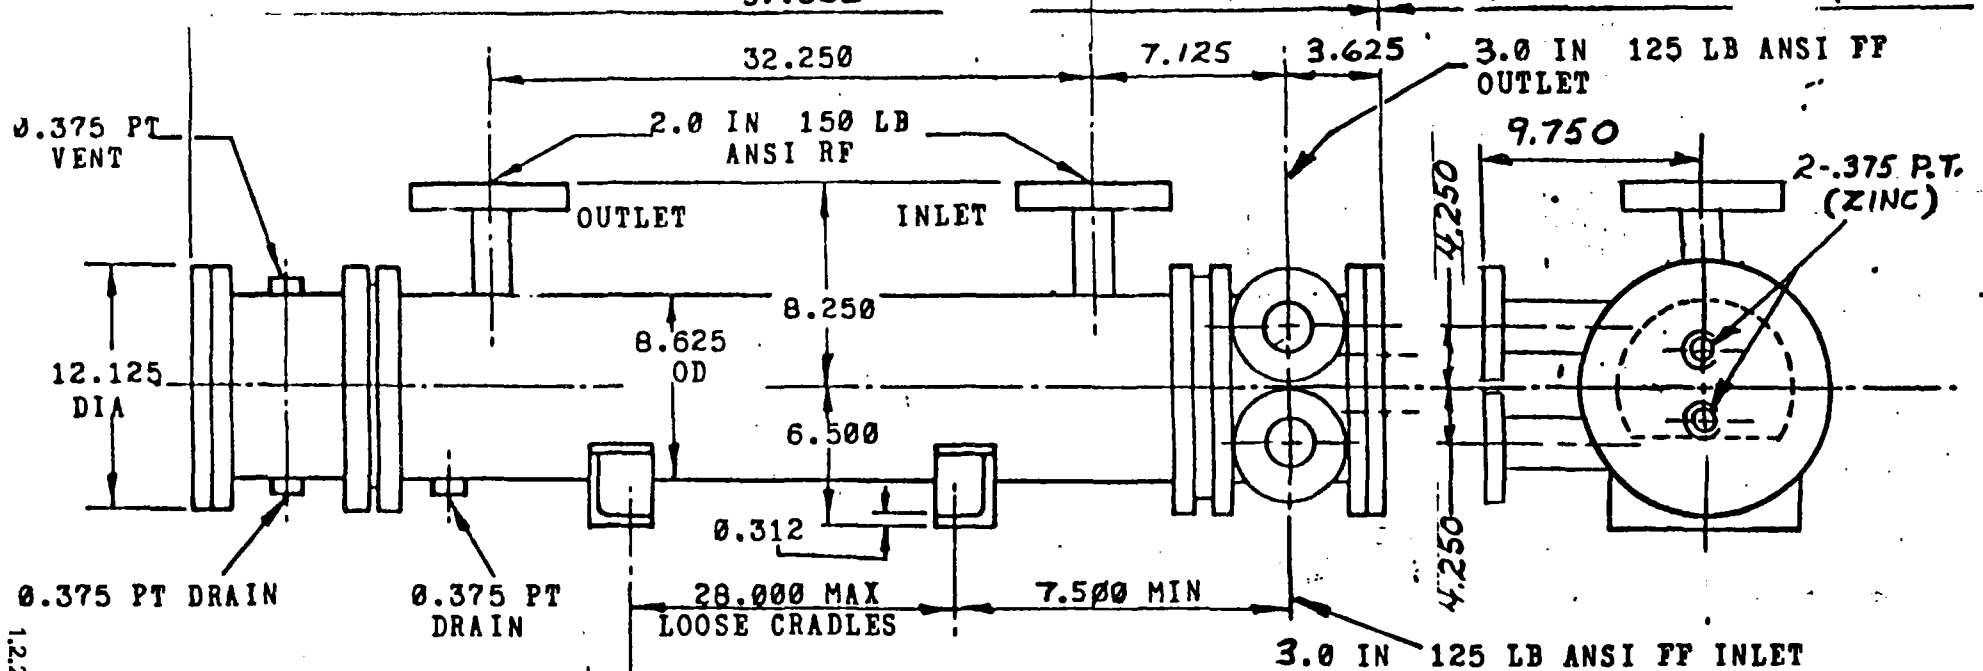 32.250
7.125
3.625
3.0 IN 125 LB ANSI FF
OUTLET
0.375 PT
VENT
2.0 IN 150 LB
ANSI RF
9.750
4.250
2-.375 P.T.
(ZINC)
OUTLET
INLET
8.250
8.625
OD
12.125
DIA
6.500
0.312
4.250
0.375 PT DRAIN
0.375 PT
DRAIN
28.000 MAX
LOOSE CRADLES
7.500 MIN
3.0 IN 125 LB ANSI FF INLET